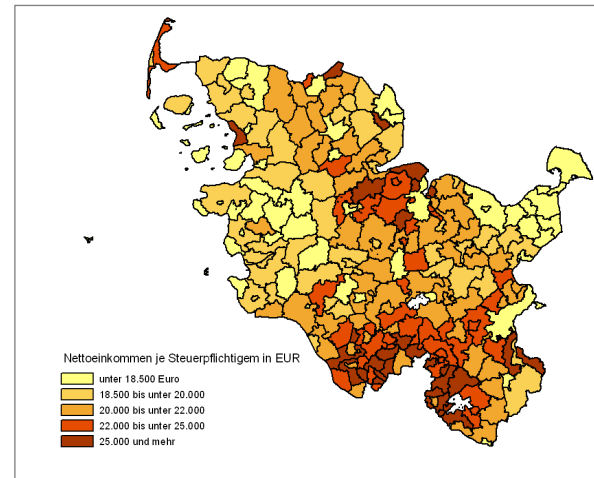 Nettoeinkommen je Steuerpflichtigem in EUR
unter 18.500 Euro
18.500 bis unter 20.000
20.000 bis unter 22.000
22.000 bis unter 25.000
25.000 und mehr